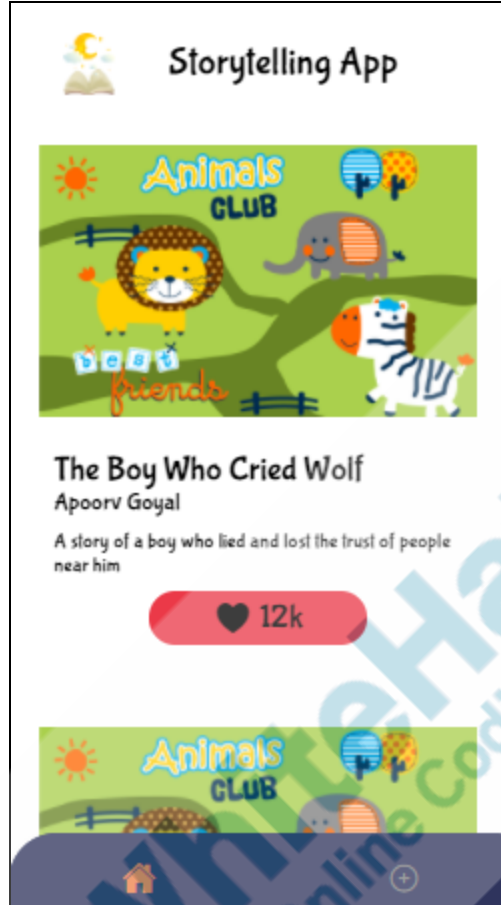 Storytelling App
Animals
CLUB
best
friends
The Boy Who Cried Wolf
Apoorv Goyal
A story of a boy who lied and lost the trust of people
near him
12k
Animals
CLUB